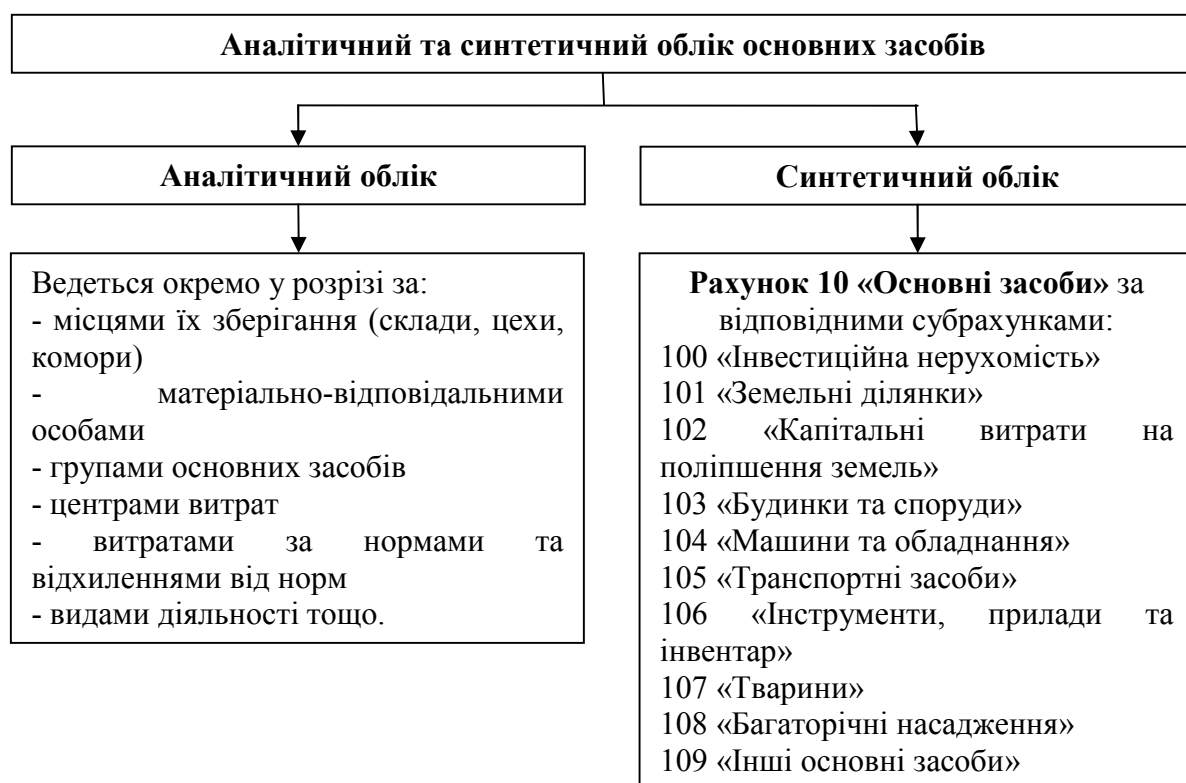 Аналітичний та синтетичний облік основних засобів
Аналітичний облік
Ведеться окремо у розрізі за:
- місцями їх зберігання (склади, цехи,
комори)
- матеріально-відповідальними
особами
- групами основних засобів
- центрами витрат
- витратами за нормами та
відхиленнями від норм
- видами діяльності тощо.
Синтетичний облік
Рахунок 10 «Основні засоби» за
відповідними субрахунками:
100 «Інвестиційна нерухомість»
101 «Земельні ділянки»
102 «Капітальні витрати на
поліпшення земель»
103 «Будинки та споруди»
104 «Машини та обладнання»
105 «Транспортні засоби»
106 «Інструменти, прилади та
інвентар»
107 «Тварини»
108 «Багаторічні насадження»
109 «Інші основні засоби»